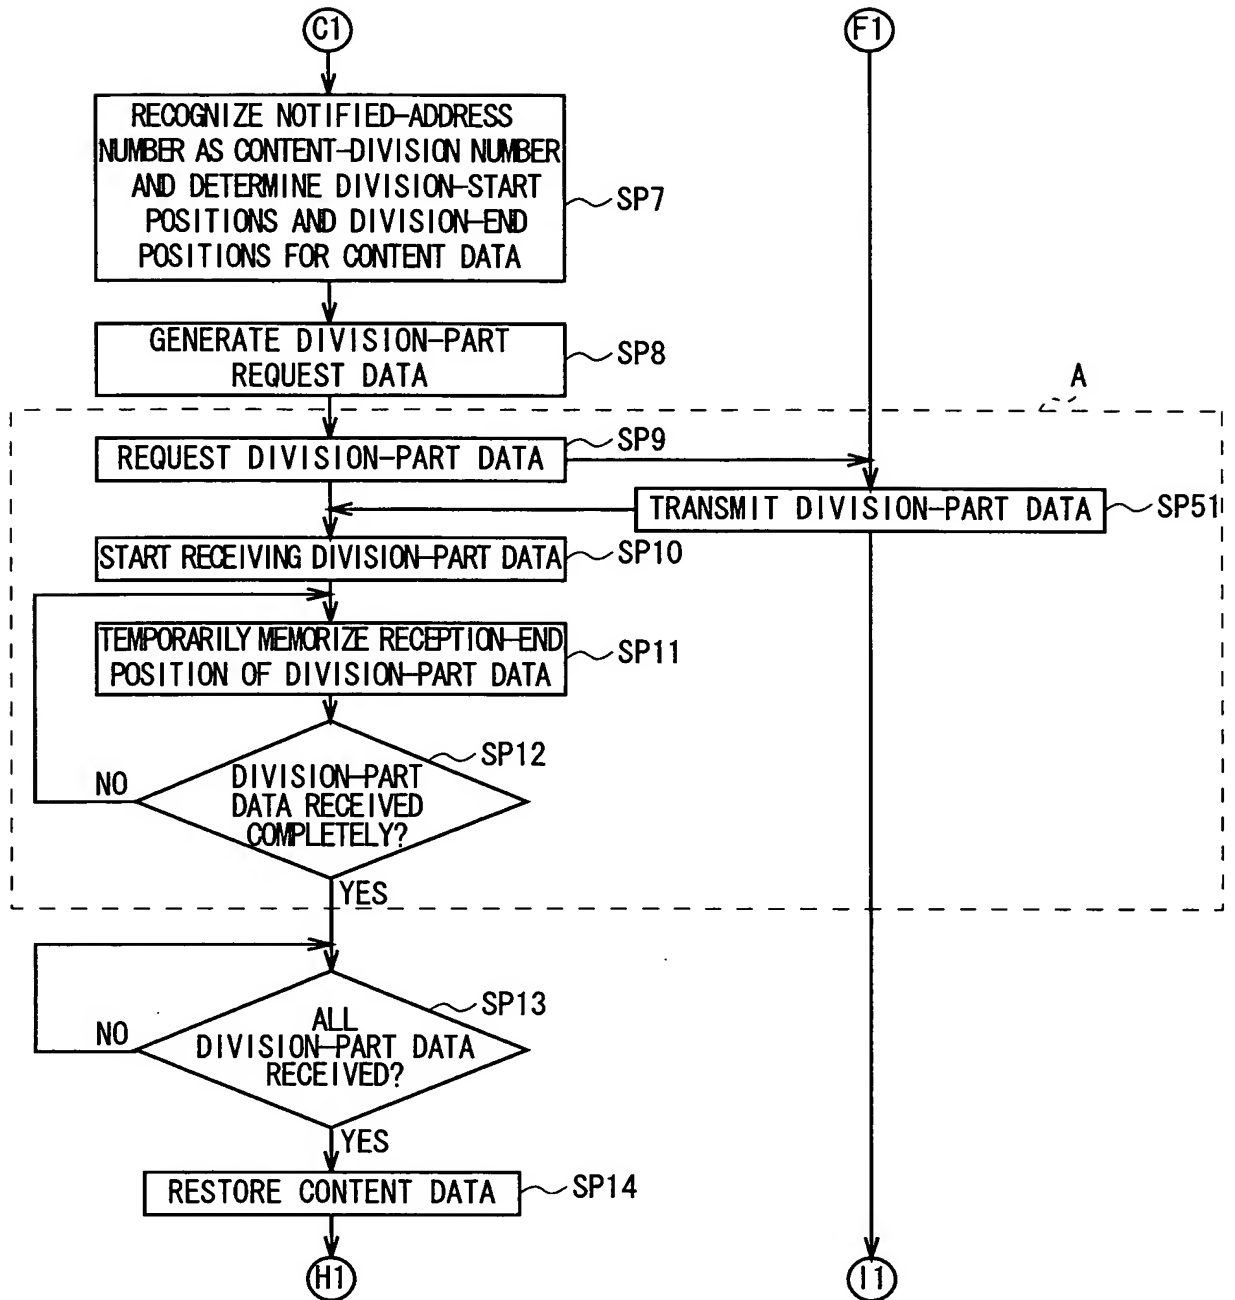 C1
F1
RECOGNIZE NOTIFIED-ADDRESS
NUMBER AS CONTENT-DIVISION NUMBER
AND DETERMINE DIVISION-START
POSITIONS AND DIVISION-END
POSITIONS FOR CONTENT DATA
SP7
GENERATE DIVISION-PART
REQUEST DATA
SP8
A
REQUEST DIVISION-PART DATA
SP9
TRANSMIT DIVISION-PART DATA
SP51
START RECEIVING DIVISION-PART DATA
SP10
TEMPORARILY MEMORIZE RECEPTION-END
POSITION OF DIVISION-PART DATA
SP11
SP12
NO
DIVISION-PART
DATA RECEIVED
COMPLETELY?
YES
SP13
NO
ALL
DIVISION-PART DATA
RECEIVED?
YES
RESTORE CONTENT DATA
SP14
H1
I1